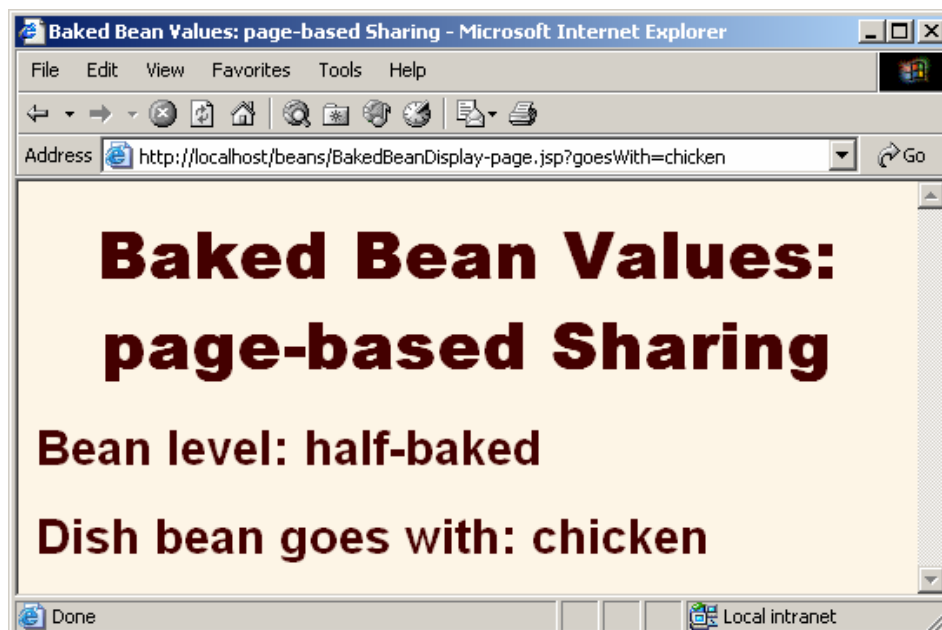 Baked Bean Values: page-based Sharing - Microsoft Internet Explorer
File Edit View Favorites Tools Help
Address http://localhost/beans/BakedBeanDisplay-page.jsp?goesWith=chicken Go
Baked Bean Values:
page-based Sharing
Bean level: half-baked
Dish bean goes with: chicken
Done Local intranet